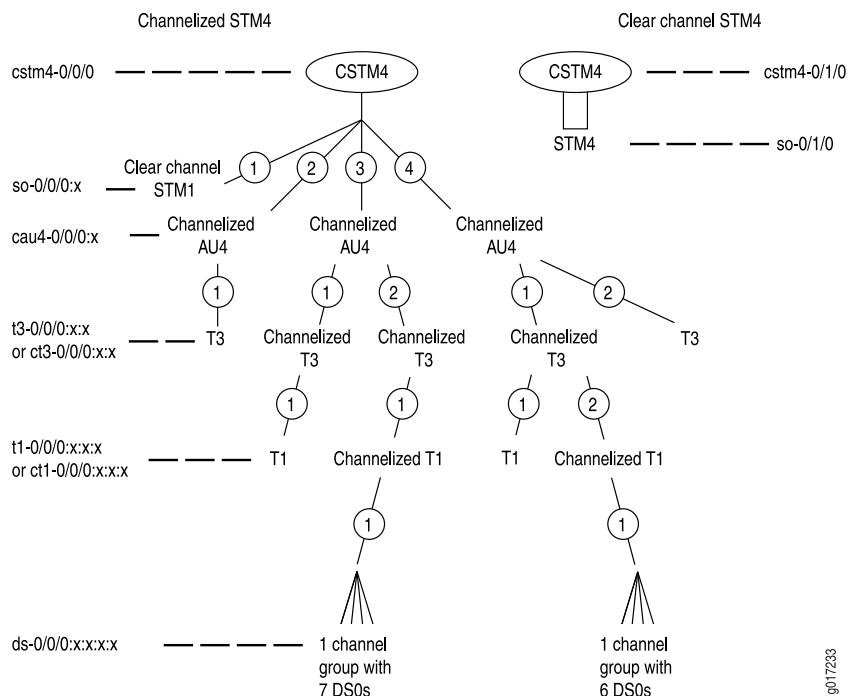 Channelized STM4
Clear channel STM4
cstm4-0/0/0
CSTM4
CSTM4
cstm4-0/1/0
STM4
so-0/1/0
Clear channel
STM1
1
2
3
4
so-0/0/0:x
cau4-0/0/0:x
Channelized
AU4
Channelized
AU4
Channelized
AU4
1
1
2
1
2
t3-0/0/0:x:x
or ct3-0/0/0:x:x
T3
Channelized
T3
Channelized
T3
Channelized
T3
T3
1
1
1
2
t1-0/0/0:x:x:x
or ct1-0/0/0:x:x:x
T1
Channelized T1
T1
Channelized T1
1
1
ds-0/0/0:x:x:x:x
1 channel
group with
7 DS0s
1 channel
group with
6 DS0s
g017233